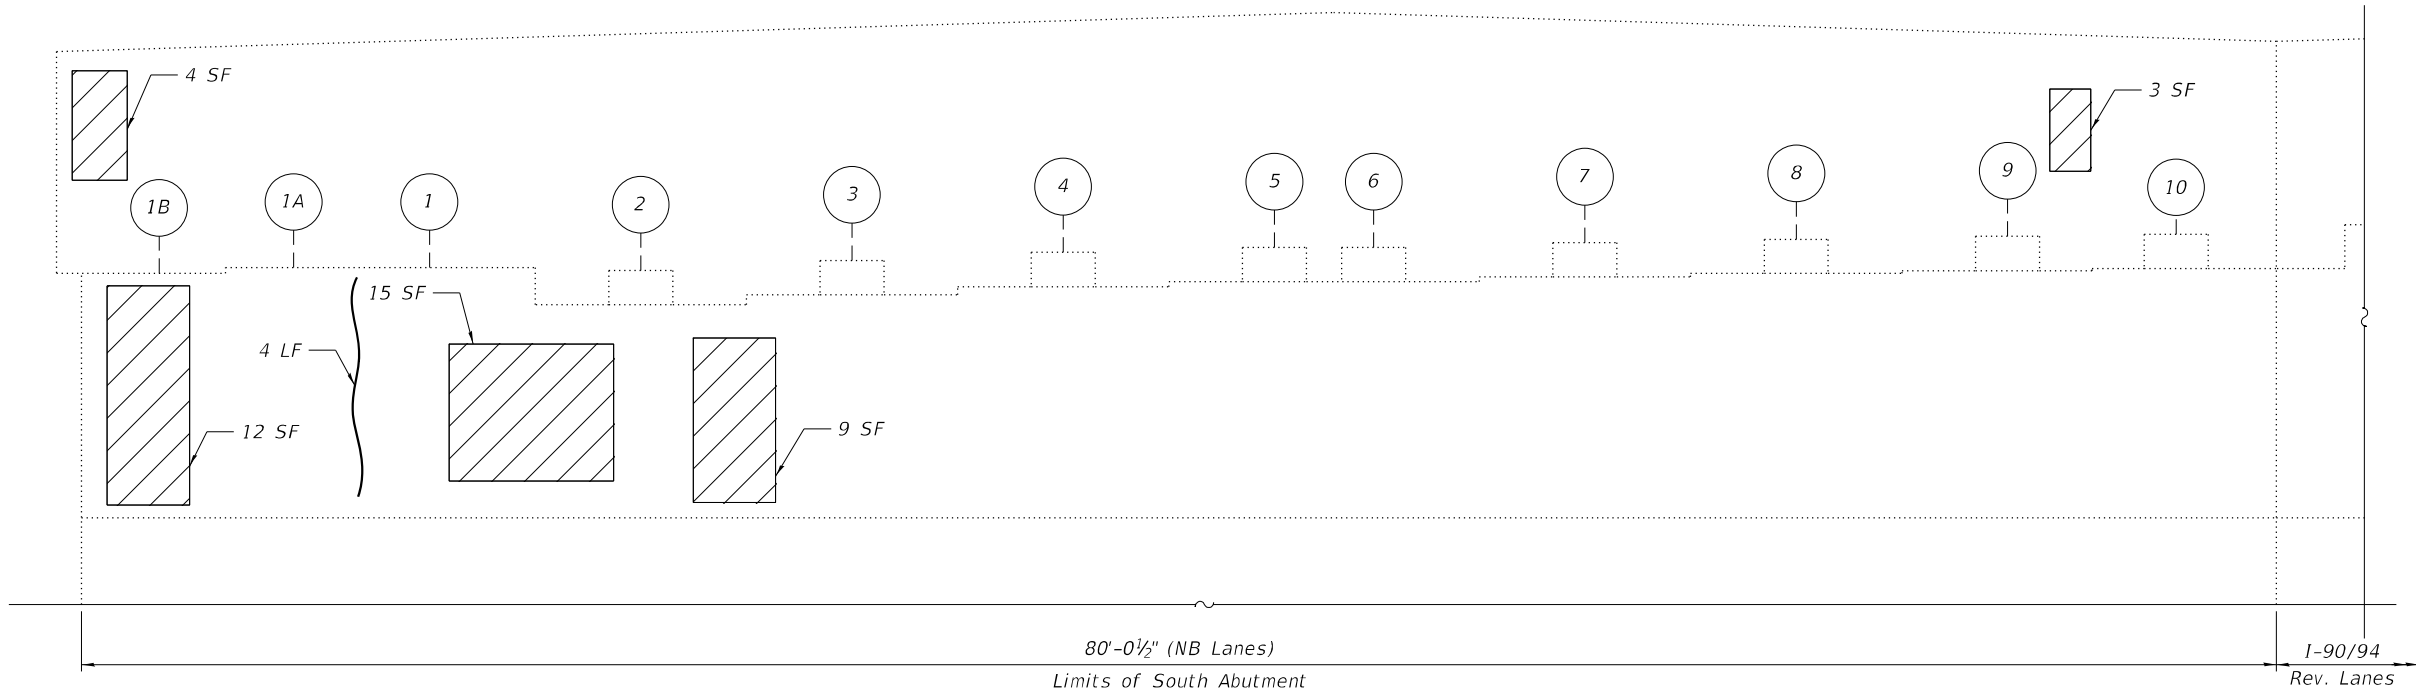 4 SF
3 SF
1B
1A
1
2
3
4
5
6
7
8
9
10
15 SF
4 LF
12 SF
9 SF
80'-0½" (NB Lanes)
Limits of South Abutment
I-90/94
Rev. Lanes